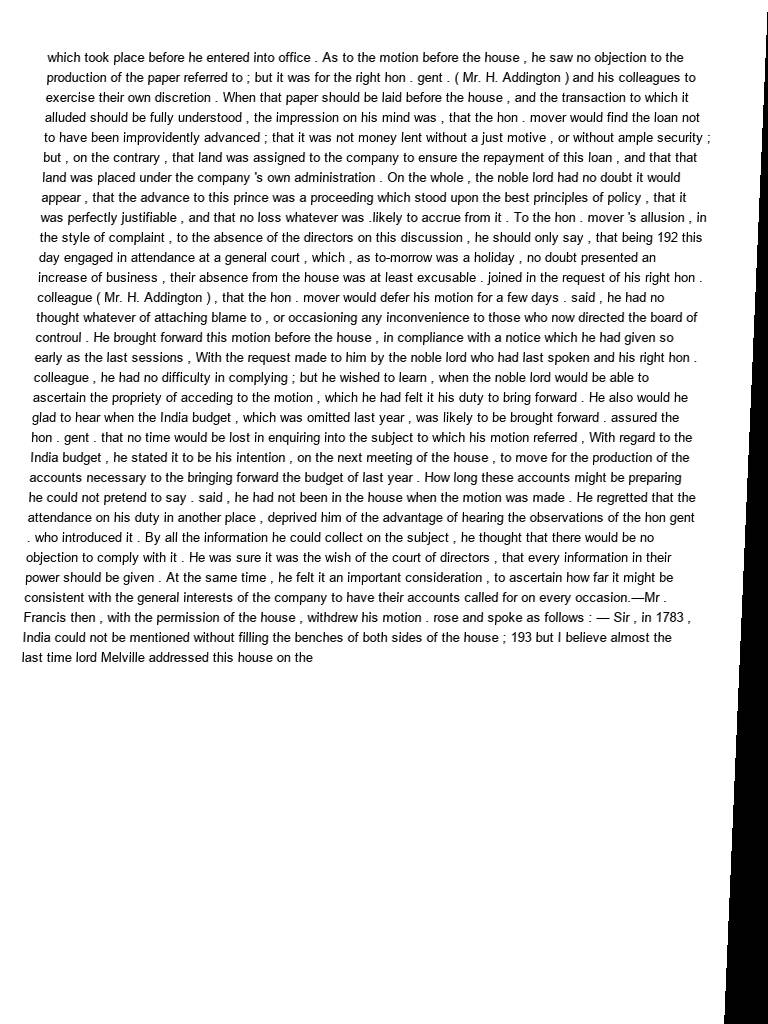 which took place before he entered into office . As to the motion before the house , he saw no objection to the
production of the paper referred to ; but it was for the right hon . gent . ( Mr. H. Addington ) and his colleagues to
exercise their own discretion . When that paper should be laid before the house , and the transaction to which it
alluded should be fully understood , the impression on his mind was , that the hon . mover would find the loan not
to have been improvidently advanced ; that it was not money lent without a just motive , or without ample security ;
but , on the contrary , that land was assigned to the company to ensure the repayment of this loan , and that that
land was placed under the company 's own administration . On the whole , the noble lord had no doubt it would
appear , that the advance to this prince was a proceeding which stood upon the best principles of policy , that it
was perfectly justifiable , and that no loss whatever was .likely to accrue from it . To the hon . mover 's allusion , in
the style of complaint , to the absence of the directors on this discussion , he should only say , that being 192 this
day engaged in attendance at a general court , which , as to-morrow was a holiday , no doubt presented an
increase of business , their absence from the house was at least excusable . joined in the request of his right hon .
colleague ( Mr. H. Addington ) , that the hon . mover would defer his motion for a few days . said , he had no
thought whatever of attaching blame to , or occasioning any inconvenience to those who now directed the board of
controul . He brought forward this motion before the house , in compliance with a notice which he had given so
early as the last sessions , With the request made to him by the noble lord who had last spoken and his right hon .
colleague , he had no difficulty in complying ; but he wished to learn , when the noble lord would be able to
ascertain the propriety of acceding to the motion , which he had felt it his duty to bring forward . He also would he
glad to hear when the India budget , which was omitted last year , was likely to be brought forward . assured the
hon . gent . that no time would be lost in enquiring into the subject to which his motion referred , With regard to the
India budget , he stated it to be his intention , on the next meeting of the house , to move for the production of the
accounts necessary to the bringing forward the budget of last year . How long these accounts might be preparing
he could not pretend to say . said , he had not been in the house when the motion was made . He regretted that the
attendance on his duty in another place , deprived him of the advantage of hearing the observations of the hon gent
. who introduced it . By all the information he could collect on the subject , he thought that there would be no
objection to comply with it . He was sure it was the wish of the court of directors , that every information in their
power should be given . At the same time , he felt it an important consideration , to ascertain how far it might be
consistent with the general interests of the company to have their accounts called for on every occasion.—Mr .
Francis then , with the permission of the house , withdrew his motion . rose and spoke as follows : — Sir , in 1783 ,
India could not be mentioned without filling the benches of both sides of the house ; 193 but I believe almost the
last time lord Melville addressed this house on the